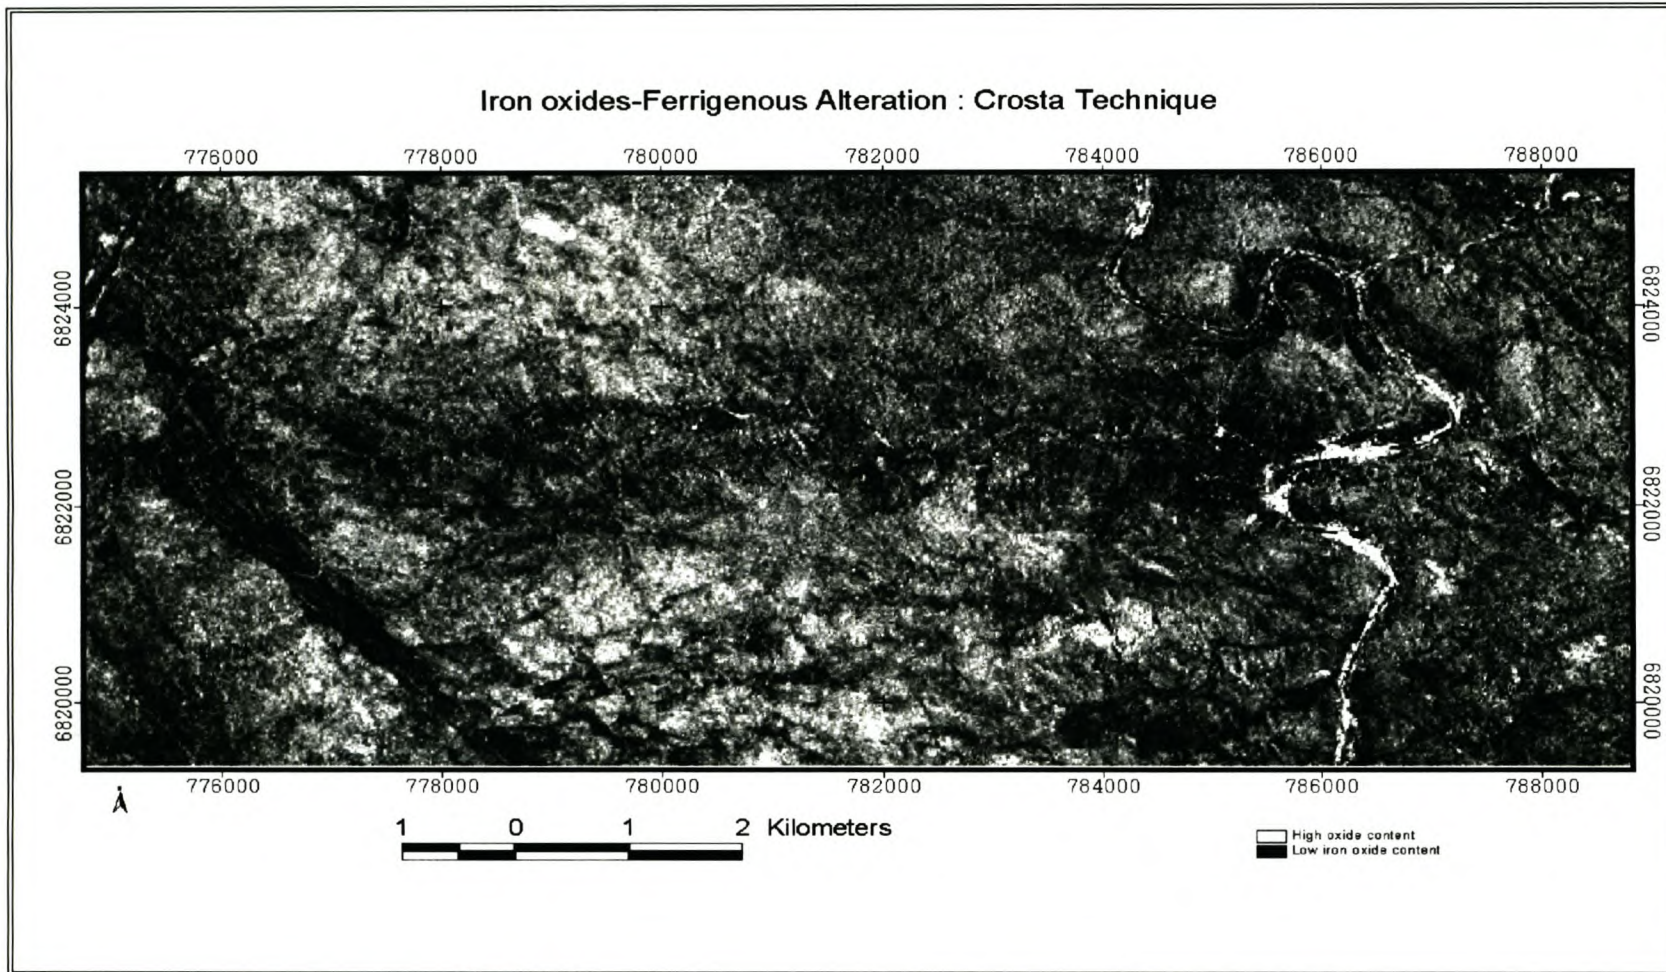 Iron oxides-Ferrigenous Alteration : Crosta Technique
776000 778000 780000 782000 784000 786000 788000
6824000 6824000
6822000 6822000
6820000 6820000
776000 778000 780000 782000 784000 786000 788000
1 0 1 2 Kilometers
High oxide content
Low iron oxide content